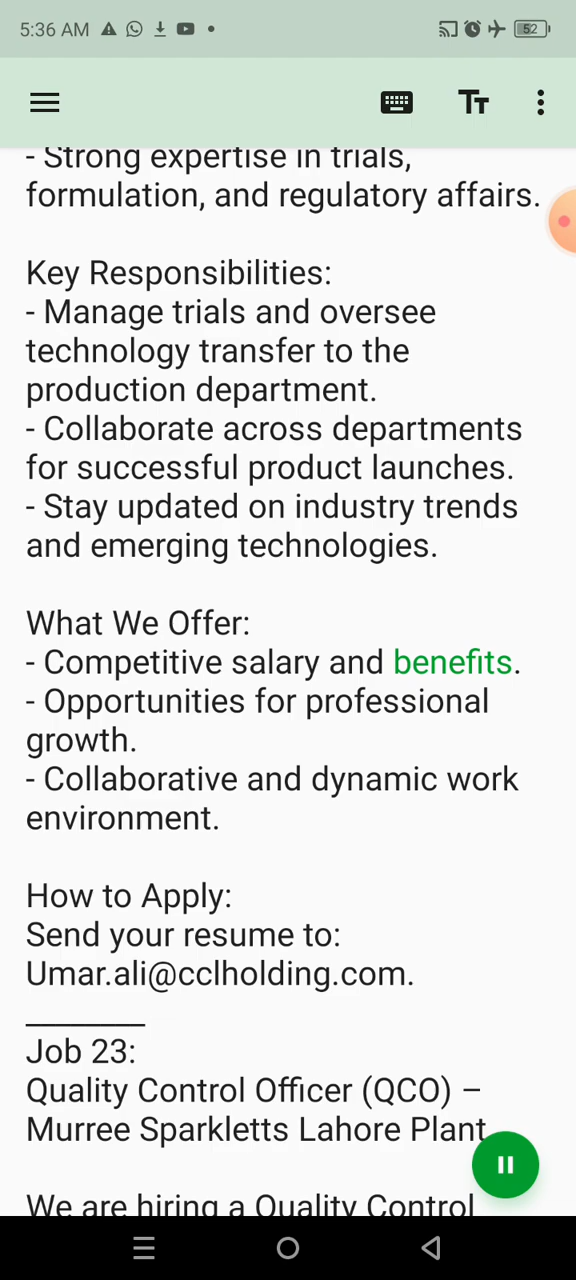 5:36 AM
52
- Strong expertise in trials,
formulation, and regulatory affairs.
Key Responsibilities:
- Manage trials and oversee
technology transfer to the
production department.
- Collaborate across departments
for successful product launches.
- Stay updated on industry trends
and emerging technologies.
What We Offer:
- Competitive salary and benefits.
- Opportunities for professional
growth.
- Collaborative and dynamic work
environment.
How to Apply:
Send your resume to:
Umar.ali@cclholding.com.
_______
Job 23:
Quality Control Officer (QCO) –
Murree Sparkletts Lahore Plant
We are hiring a Quality Control